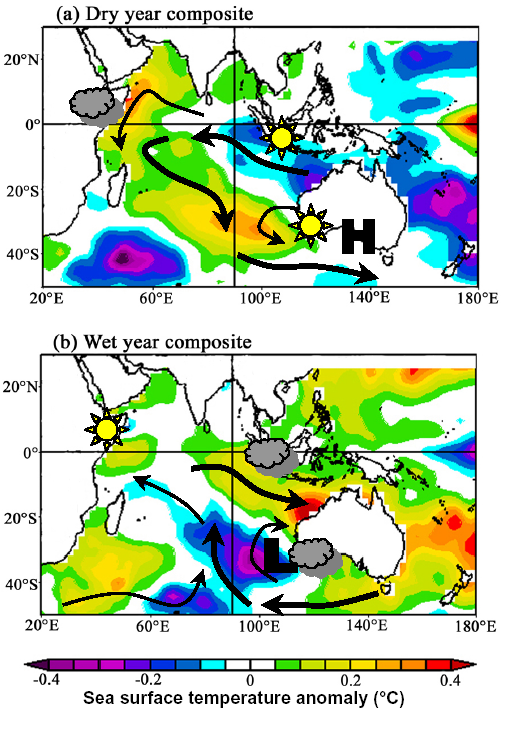 (a) Dry year composite
20°N
0°
20°S
40°S
H
20°E 60°E 100°E 140°E 180°E
(b) Wet year composite
20°N
0°
20°S
40°S
L
20°E 60°E 100°E 140°E 180°E
-0.4 -0.2 0 0.2 0.4
Sea surface temperature anomaly (°C)